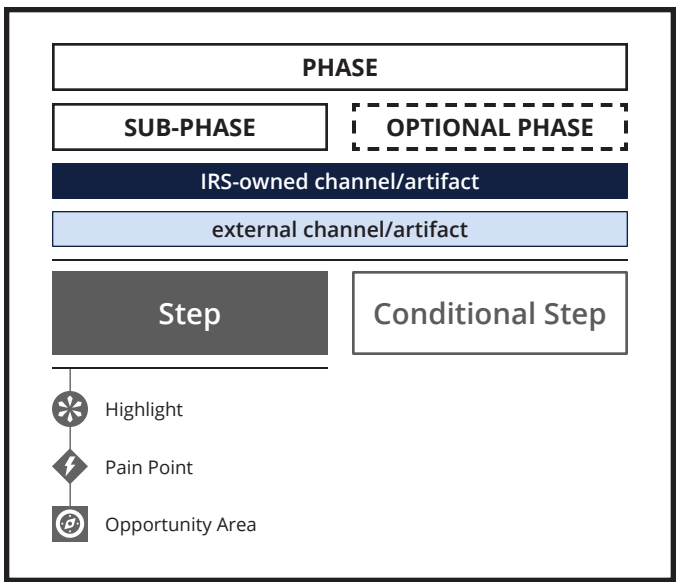 PHASE
SUB-PHASE
OPTIONAL PHASE
IRS-owned channel/artifact
external channel/artifact
Step
Conditional Step
Highlight
Pain Point
Opportunity Area